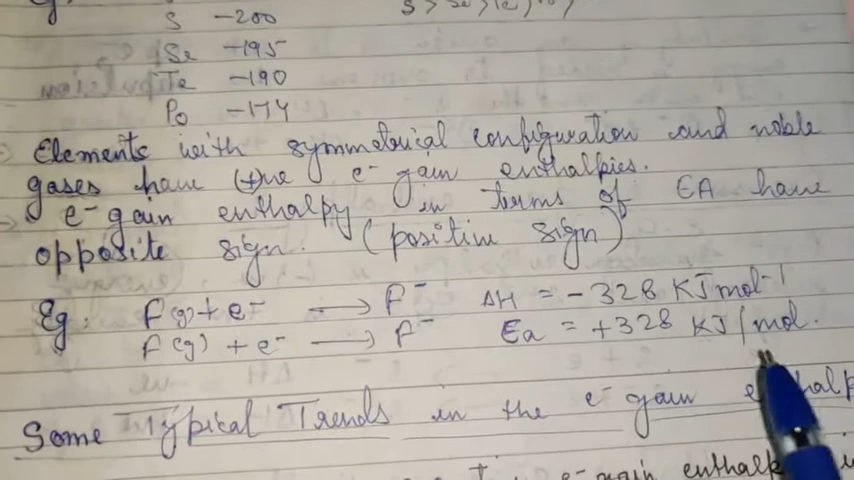 S -200
Se -195
Te -190
Po -174
Elements with symmetrical configuration and noble
gases have (+)ve e⁻ gain enthalpies.
→ e⁻ gain enthalpy in terms of EA have
opposite sign. (positive sign)
Eg: F(g) + e⁻ → F⁻ ΔH = -328 KJ mol⁻¹
F(g) + e⁻ → F⁻ Ea = +328 KJ/mol.
Some Typical Trends in the e⁻ gain